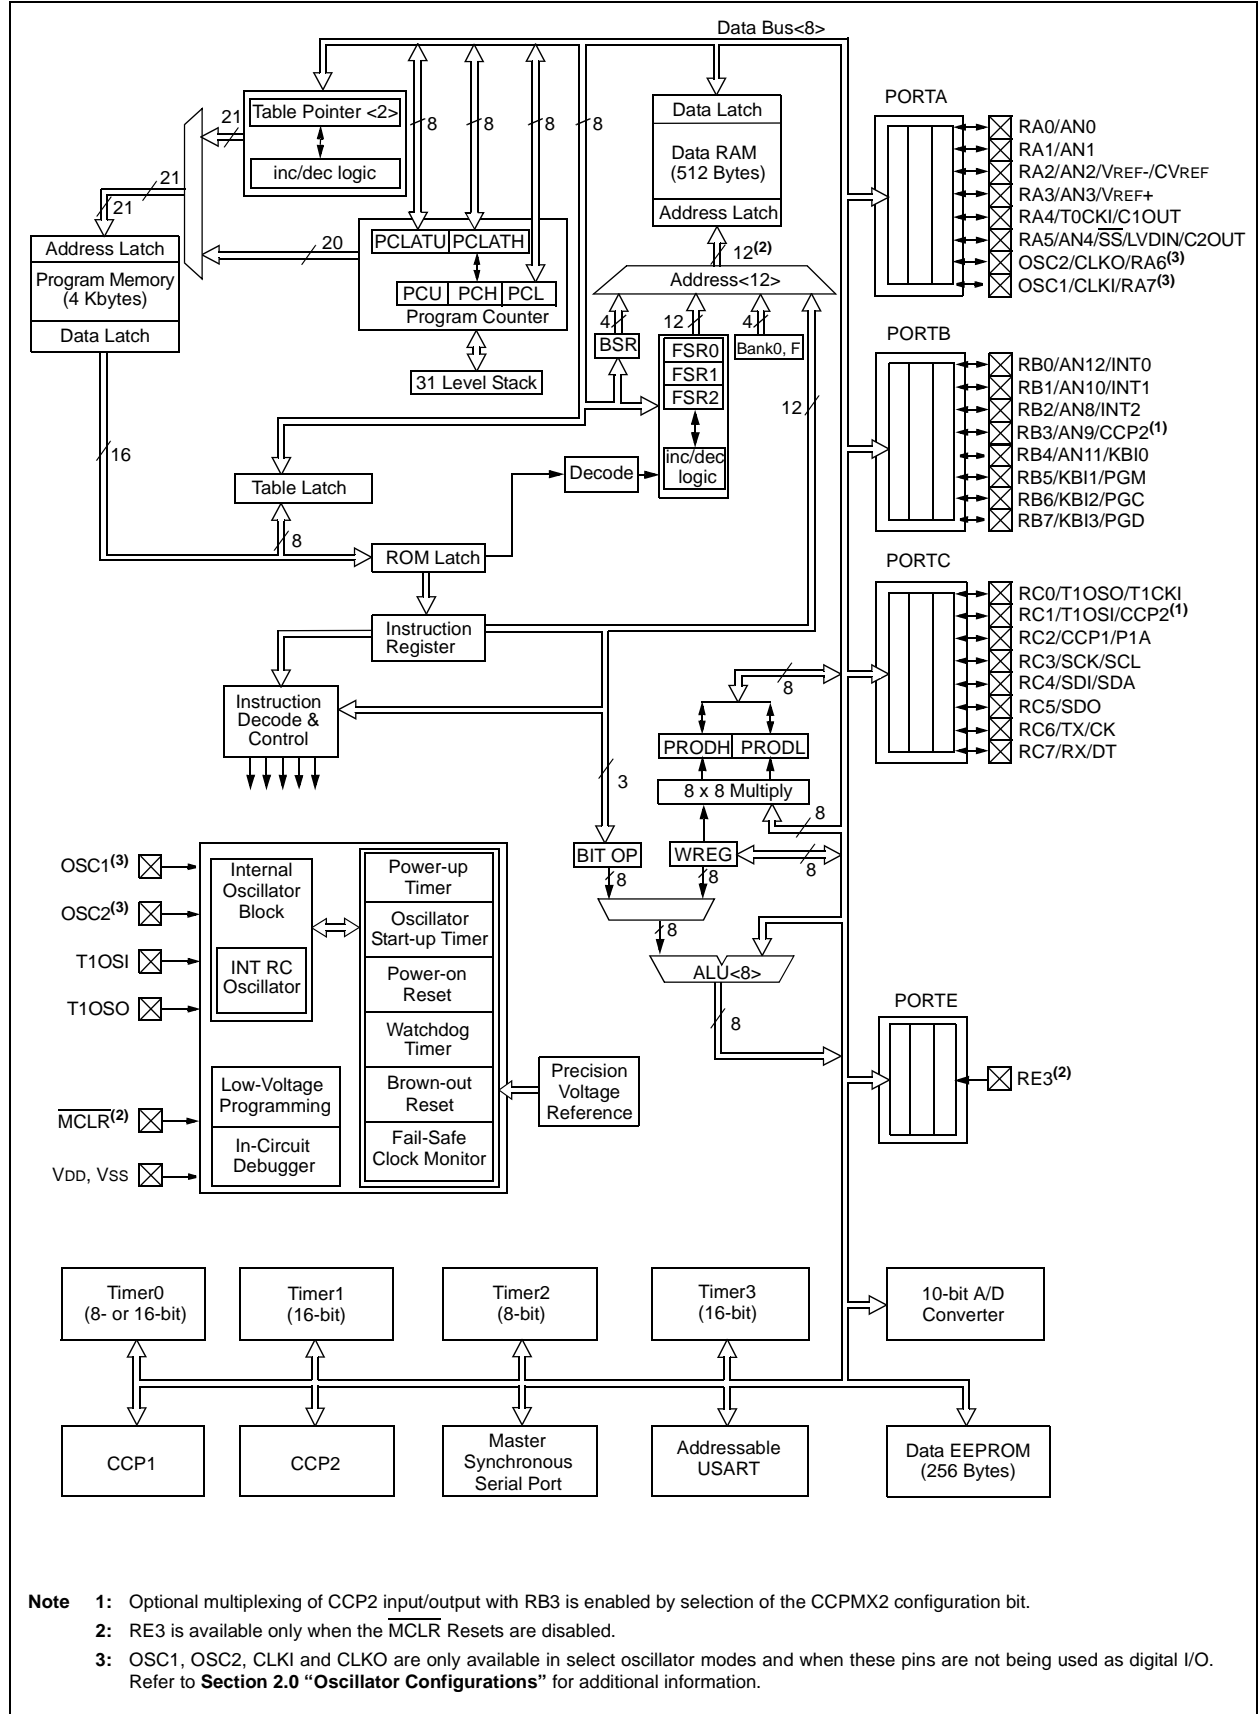 Data Bus<8>
Table Pointer <2>
inc/dec logic
21
21
21
8
8
8
8
Data Latch
Data RAM
(512 Bytes)
Address Latch
12(2)
Address<12>
Address Latch
Program Memory
(4 Kbytes)
Data Latch
20
PCLATU PCLATH
PCU PCH PCL
Program Counter
31 Level Stack
4
12
4
BSR
FSR0
FSR1
FSR2
inc/dec
logic
Bank0, F
12
16
Table Latch
8
Decode
ROM Latch
Instruction
Register
Instruction
Decode &
Control
8
PRODH PRODL
8 x 8 Multiply
3
8
BIT OP
WREG
8
8
8
8
ALU<8>
8
PORTA
RA0/AN0
RA1/AN1
RA2/AN2/VREF-/CVREF
RA3/AN3/VREF+
RA4/T0CKI/C1OUT
RA5/AN4/SS/LVDIN/C2OUT
OSC2/CLKO/RA6(3)
OSC1/CLKI/RA7(3)
PORTB
RB0/AN12/INT0
RB1/AN10/INT1
RB2/AN8/INT2
RB3/AN9/CCP2(1)
RB4/AN11/KBI0
RB5/KBI1/PGM
RB6/KBI2/PGC
RB7/KBI3/PGD
PORTC
RC0/T1OSO/T1CKI
RC1/T1OSI/CCP2(1)
RC2/CCP1/P1A
RC3/SCK/SCL
RC4/SDI/SDA
RC5/SDO
RC6/TX/CK
RC7/RX/DT
PORTE
RE3(2)
OSC1(3)
OSC2(3)
T1OSI
T1OSO
MCLR(2)
VDD, VSS
Internal
Oscillator
Block
INT RC
Oscillator
Low-Voltage
Programming
In-Circuit
Debugger
Power-up
Timer
Oscillator
Start-up Timer
Power-on
Reset
Watchdog
Timer
Brown-out
Reset
Fail-Safe
Clock Monitor
Precision
Voltage
Reference
Timer0
(8- or 16-bit)
Timer1
(16-bit)
Timer2
(8-bit)
Timer3
(16-bit)
10-bit A/D
Converter
CCP1
CCP2
Master
Synchronous
Serial Port
Addressable
USART
Data EEPROM
(256 Bytes)
Note 1: Optional multiplexing of CCP2 input/output with RB3 is enabled by selection of the CCPMX2 configuration bit.
2: RE3 is available only when the MCLR Resets are disabled.
3: OSC1, OSC2, CLKI and CLKO are only available in select oscillator modes and when these pins are not being used as digital I/O.
Refer to Section 2.0 “Oscillator Configurations” for additional information.